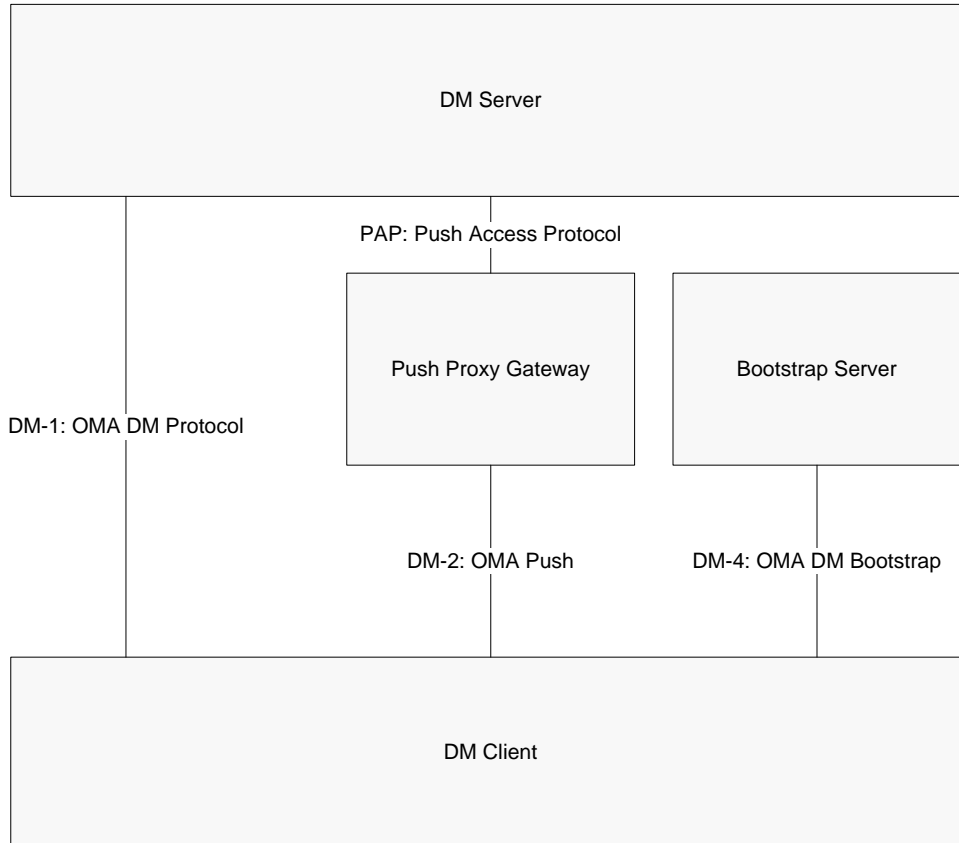 DM Server
PAP: Push Access Protocol
Push Proxy Gateway
Bootstrap Server
DM-1: OMA DM Protocol
DM-2: OMA Push
DM-4: OMA DM Bootstrap
DM Client